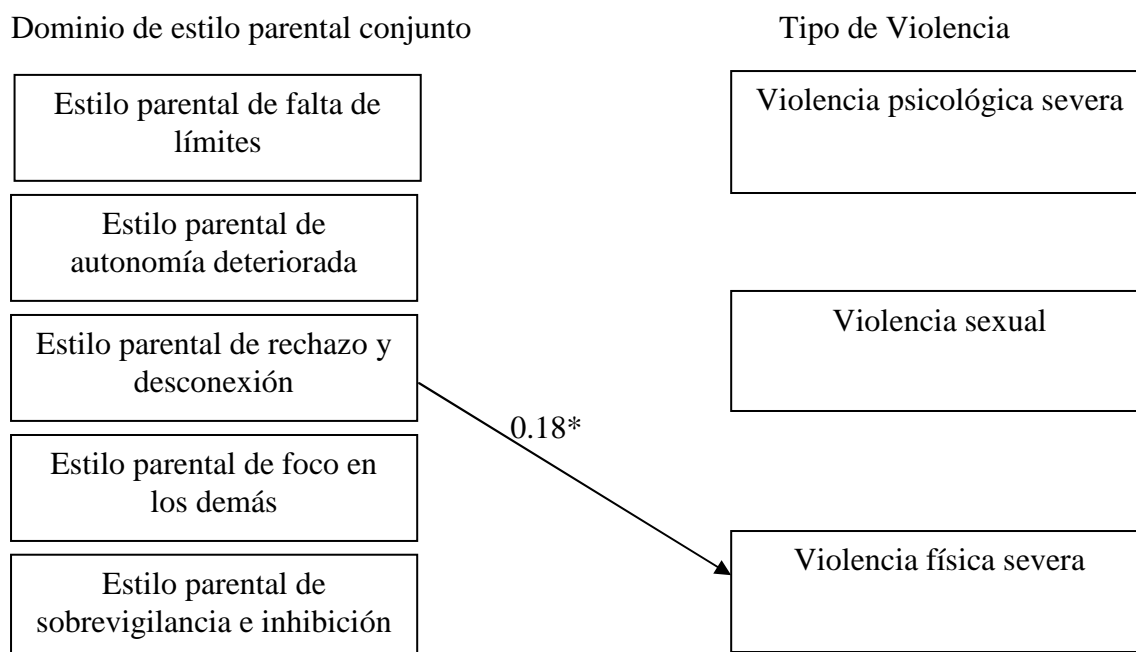 Dominio de estilo parental conjunto
Tipo de Violencia
Estilo parental de falta de
límites
Violencia psicológica severa
Estilo parental de
autonomía deteriorada
Violencia sexual
Estilo parental de rechazo y
desconexión
0.18*
Estilo parental de foco en
los demás
Violencia física severa
Estilo parental de
sobrevigilancia e inhibición